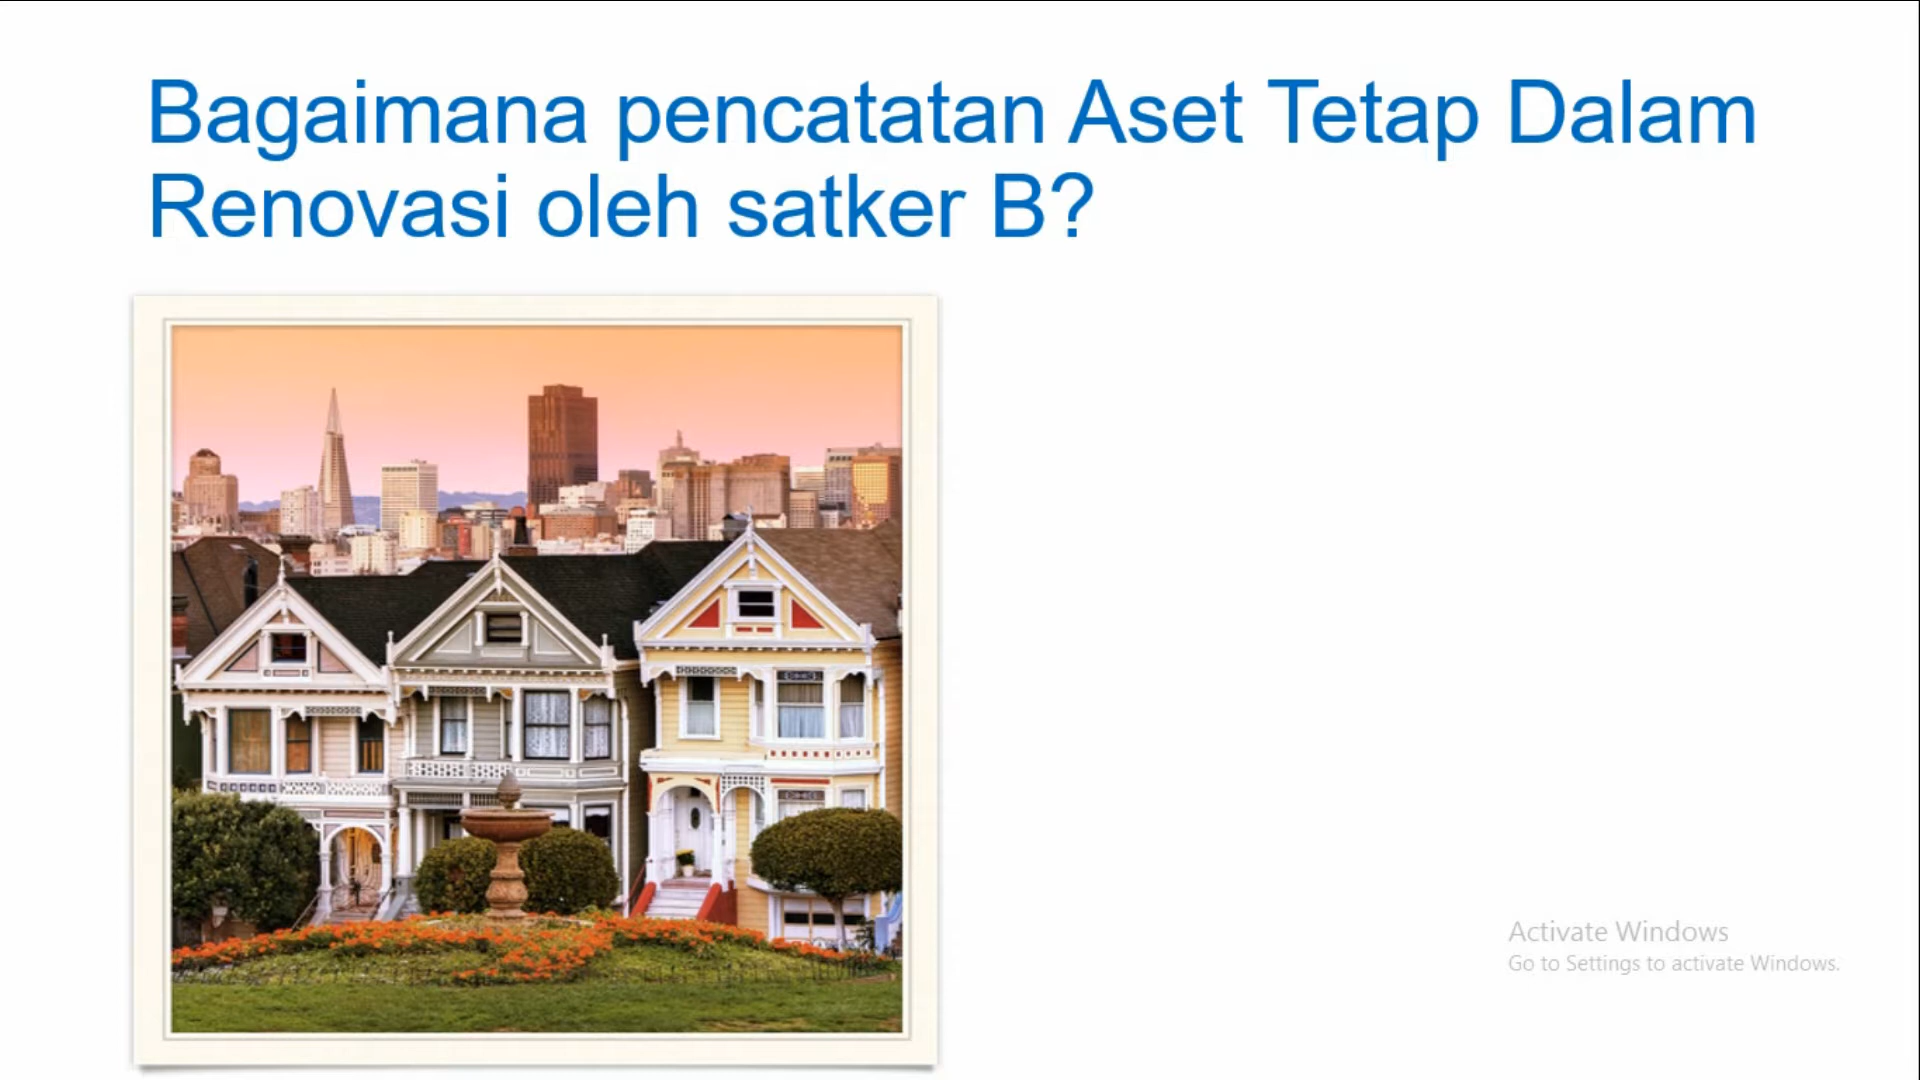 Bagaimana pencatatan Aset Tetap Dalam
Renovasi oleh satker B?
Activate Windows
Go to Settings to activate Windows.